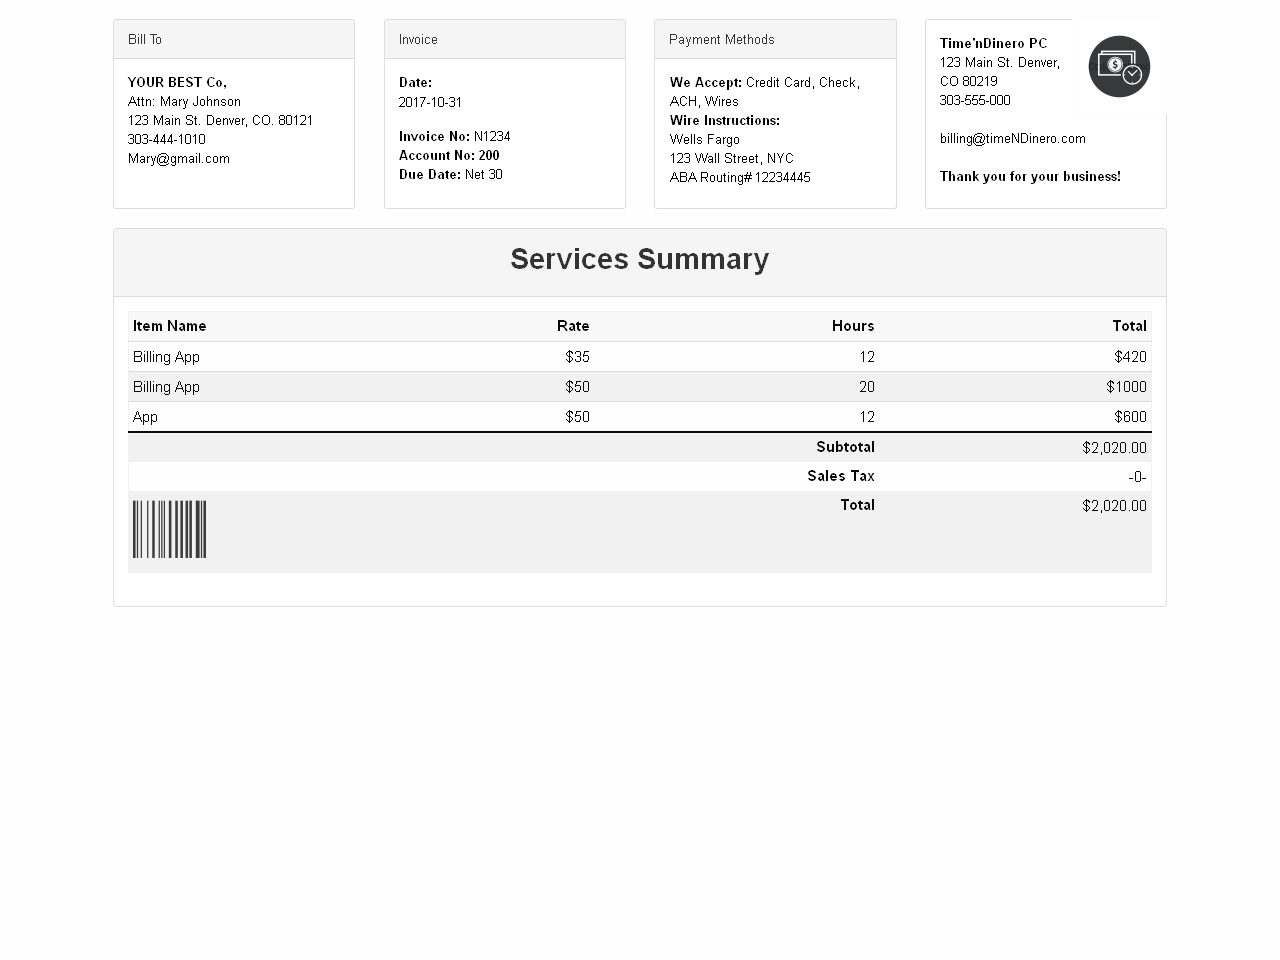 Bill To
YOUR BEST Co,
Attn: Mary Johnson
123 Main St. Denver, CO. 80121
303-444-1010
Mary@gmail.com
Invoice
Date:
2017-10-31
Invoice No: N1234
Account No: 200
Due Date: Net 30
Payment Methods
We Accept: Credit Card, Check,
ACH, Wires
Wire Instructions:
Wells Fargo
123 Wall Street, NYC
ABA Routing# 12234445
Time'nDinero PC
123 Main St. Denver,
CO 80219
303-555-000
billing@timeNDinero.com
Thank you for your business!
Services Summary
Item Name Rate Hours Total
Billing App $35 12 $420
Billing App $50 20 $1000
App $50 12 $600
Subtotal $2,020.00
Sales Tax -0-
Total $2,020.00